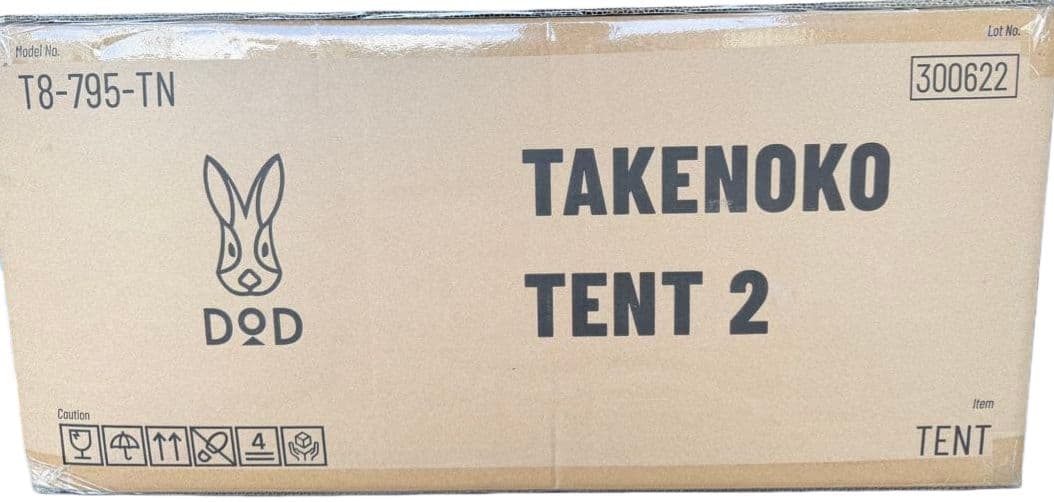 Model No.
T8-795-TN
Lot No.
300622
DOD
TAKENOKO
TENT 2
Caution
4
Item
TENT